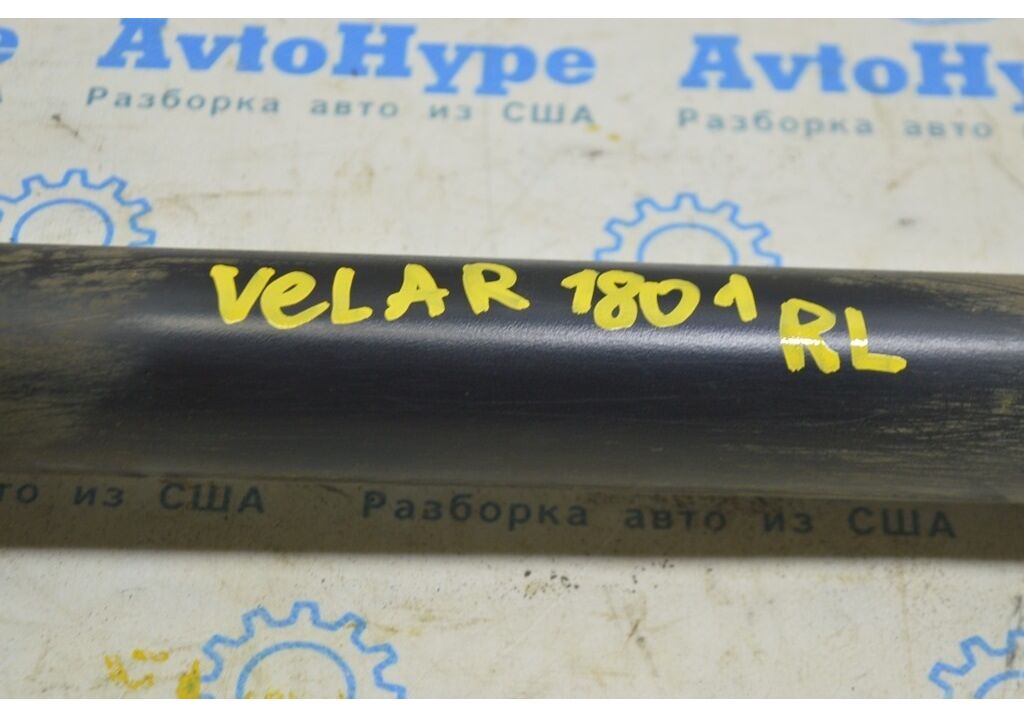 AvtoHype AvtoHy
Разборка авто из США Разборка авто
VeLAR 1801 RL
то из США Разборка авто из США